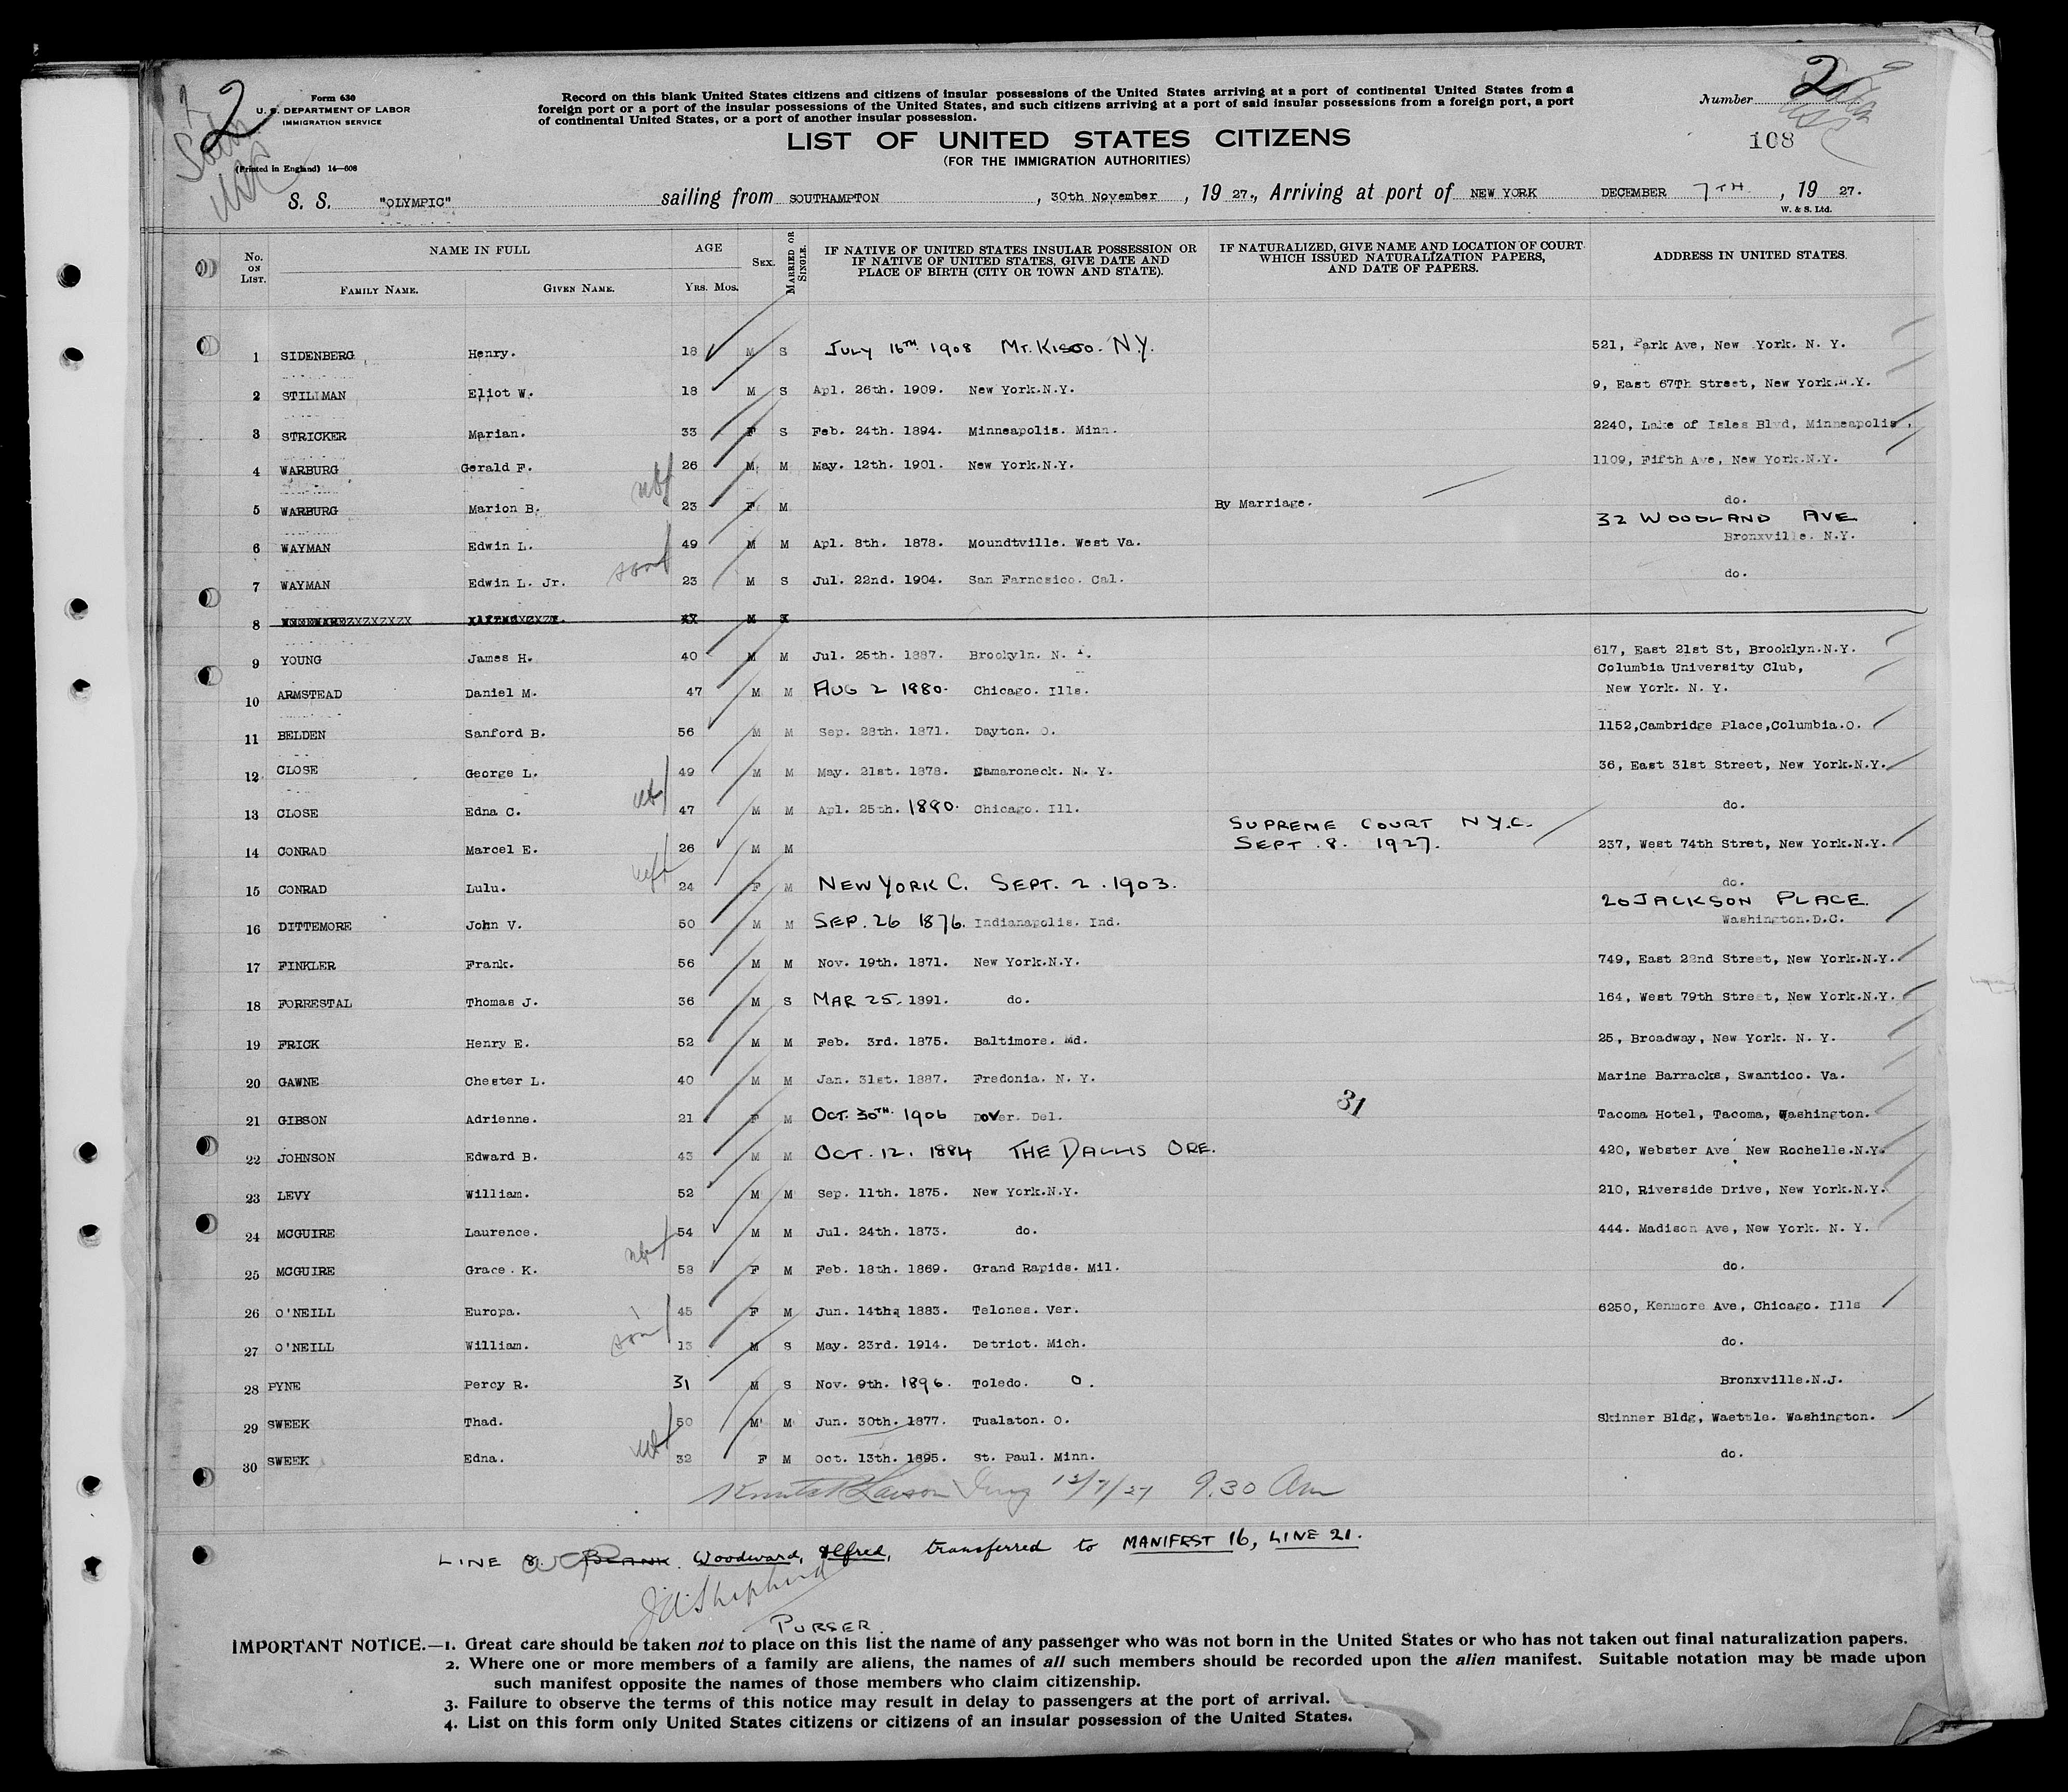 2
2
Form 630
U. S. DEPARTMENT OF LABOR
IMMIGRATION SERVICE
(Printed in England) 14—608
Record on this blank United States citizens and citizens of insular possessions of the United States arriving at a port of continental United States from a
foreign port or a port of the insular possessions of the United States, and such citizens arriving at a port of said insular possessions from a foreign port, a port
of continental United States, or a port of another insular possession.
Number
108
LIST OF UNITED STATES CITIZENS
(FOR THE IMMIGRATION AUTHORITIES)
S. S. "OLYMPIC" sailing from SOUTHAMPTON , 30th November , 19 27., Arriving at port of NEW YORK DECEMBER 7TH , 19 27.
W. & S. Ltd.
No. ON LIST. NAME IN FULL FAMILY NAME. GIVEN NAME. AGE YRS. MOS. SEX. MARRIED OR SINGLE. IF NATIVE OF UNITED STATES INSULAR POSSESSION OR IF NATIVE OF UNITED STATES, GIVE DATE AND PLACE OF BIRTH (CITY OR TOWN AND STATE). IF NATURALIZED, GIVE NAME AND LOCATION OF COURT WHICH ISSUED NATURALIZATION PAPERS, AND DATE OF PAPERS. ADDRESS IN UNITED STATES.
1 SIDENBERG Henry. 18 M S JULY 16TH 1908 MT. KISCO. N.Y. 521, Park Ave, New York. N. Y.
2 STILLMAN Eliot W. 18 M S Apl. 26th. 1909. New York.N.Y. 9, East 67Th Street, New York.N.Y.
3 STRICKER Marian. 33 F S Feb. 24th. 1894. Minneapolis. Minn. 2240, Lake of Isles Blvd, Minneapolis.
4 WARBURG Gerald F. 26 M M May. 12th. 1901. New York.N.Y. 1109, Fifth Ave, New York.N.Y.
5 WARBURG Marion B. 23 F M By Marriage. do.
6 WAYMAN Edwin L. 49 M M Apl. 8th. 1878. Moundtville. West Va. 32 WOODLAND AVE Bronxville. N.Y.
7 WAYMAN Edwin L. Jr. 23 M S Jul. 22nd. 1904. San Farncsico. Cal. do.
8
9 YOUNG James H. 40 M M Jul. 25th. 1887. Brookyln. N. Y. 617, East 21st St, Brooklyn.N.Y.
10 ARMSTEAD Daniel M. 47 M M AUG 2 1880. Chicago. Ills. Columbia University Club, New York. N. Y.
11 BELDEN Sanford B. 56 M M Sep. 28th. 1871. Dayton. O. 1152,Cambridge Place,Columbia.O.
12 CLOSE George L. 49 M M May. 21st. 1878. Camaroneck. N. Y. 36, East 31st Street, New York.N.Y.
13 CLOSE Edna C. 47 M M Apl. 25th. 1880. Chicago. Ill. do.
14 CONRAD Marcel E. 26 M M SUPREME COURT N.Y.C. SEPT. 8. 1927. 237, West 74th Stret, New York.N.Y.
15 CONRAD Lulu. 24 F M NEW YORK C. SEPT. 2. 1903. do.
16 DITTEMORE John V. 50 M M SEP. 26 1876. Indianapolis. Ind. 20 JACKSON PLACE Washington.D.C.
17 FINKLER Frank. 56 M M Nov. 19th. 1871. New York.N.Y. 749, East 22nd Street, New York.N.Y.
18 FORRESTAL Thomas J. 36 M S MAR 25. 1891. do. 164, West 79th Street, New York.N.Y.
19 FRICK Henry E. 52 M M Feb. 3rd. 1875. Baltimore. Md. 25, Broadway, New York. N. Y.
20 GAWNE Chester L. 40 M M Jan. 31st. 1887. Fredonia. N. Y. Marine Barracks, Swantico. Va.
31
21 GIBSON Adrienne. 21 F M OCT. 30TH. 1906 Dover. Del. Tacoma Hotel, Tacoma, Washington.
22 JOHNSON Edward B. 43 M M OCT. 12. 1884 THE DALLIS ORE. 420, Webster Ave, New Rochelle.N.Y.
23 LEVY William. 52 M M Sep. 11th. 1875. New York.N.Y. 210, Riverside Drive, New York.N.Y.
24 MCGUIRE Laurence. 54 M M Jul. 24th. 1873. do. 444. Madison Ave, New York. N. Y.
25 MCGUIRE Grace. K. 58 F M Feb. 18th. 1869. Grand Rapids. Mil. do.
26 O'NEILL Europa. 45 F M Jun. 14th, 1883. Telones. Ver. 6250, Kenmore Ave, Chicago. Ills
27 O'NEILL William. 13 M S May. 23rd. 1914. Detriot. Mich. do.
28 PYNE Percy R. 31 M S Nov. 9th. 1896. Toledo. O. Bronxville.N.J.
29 SWEEK Thad. 50 M M Jun. 30th. 1877. Tualaton. O. Skinner Bldg, Waettle. Washington.
30 SWEEK Edna. 32 F M Oct. 13th. 1895. St. Paul. Minn. do.
12/7/27 9.30 Am
LINE 8. BLANK. Woodward, Alfred, transferred to MANIFEST 16, LINE 21.
PURSER.
IMPORTANT NOTICE.—1. Great care should be taken not to place on this list the name of any passenger who was not born in the United States or who has not taken out final naturalization papers.
2. Where one or more members of a family are aliens, the names of all such members should be recorded upon the alien manifest. Suitable notation may be made upon
such manifest opposite the names of those members who claim citizenship.
3. Failure to observe the terms of this notice may result in delay to passengers at the port of arrival.
4. List on this form only United States citizens or citizens of an insular possession of the United States.